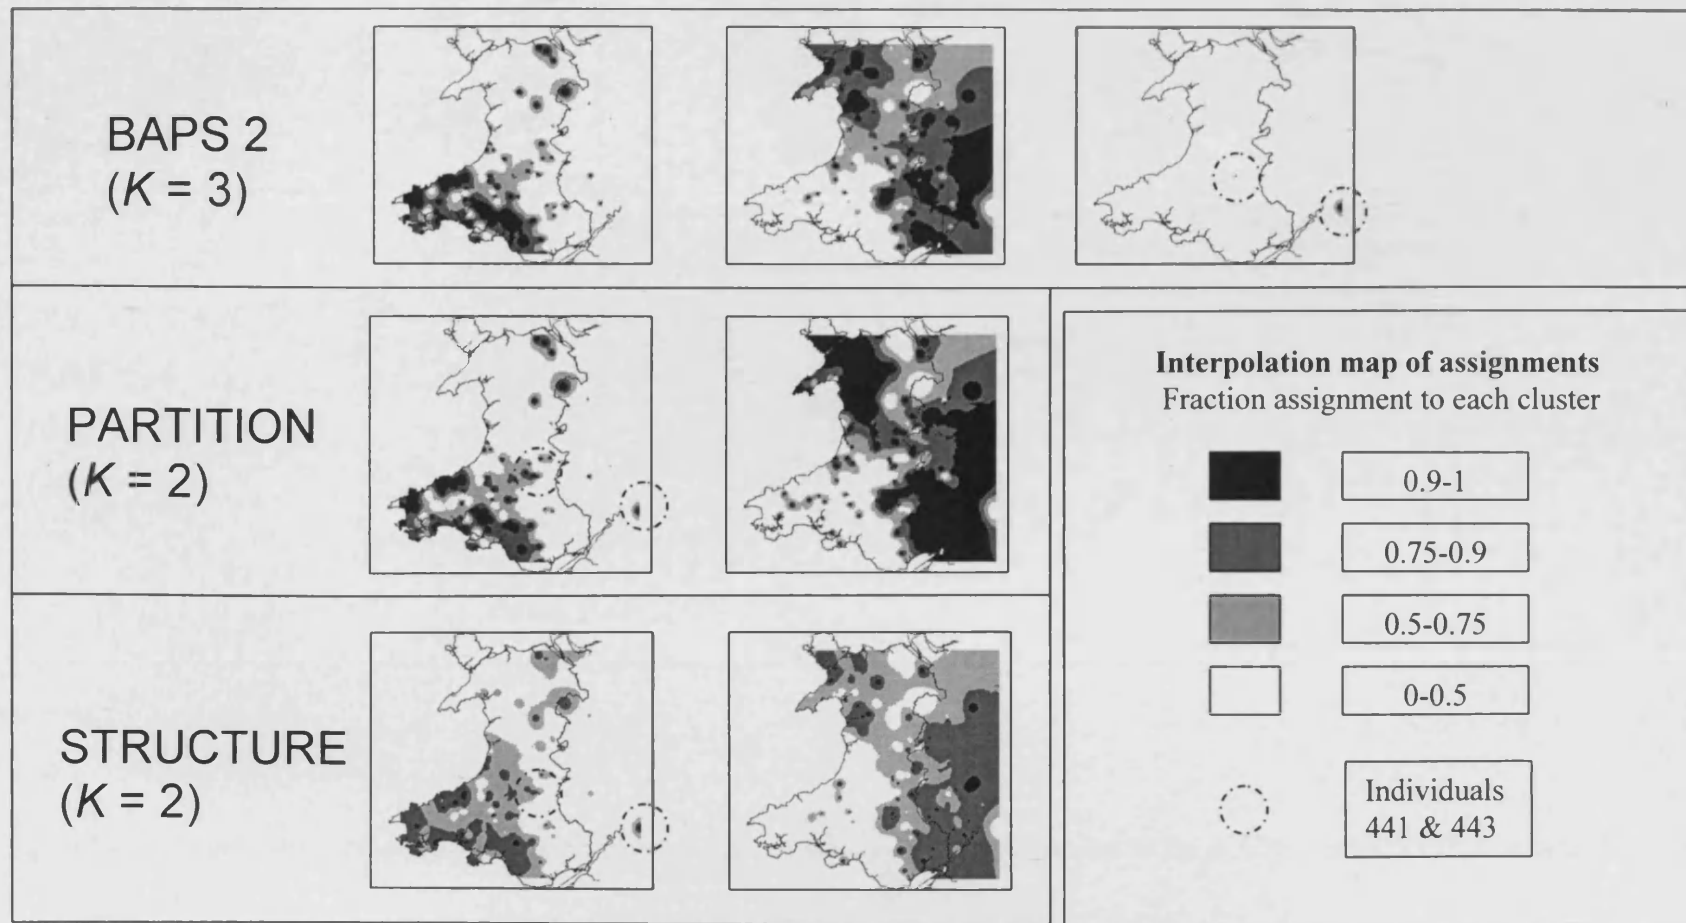 BAPS 2
(K = 3)
PARTITION
(K = 2)
STRUCTURE
(K = 2)
Interpolation map of assignments
Fraction assignment to each cluster
0.9-1
0.75-0.9
0.5-0.75
0-0.5
Individuals
441 & 443